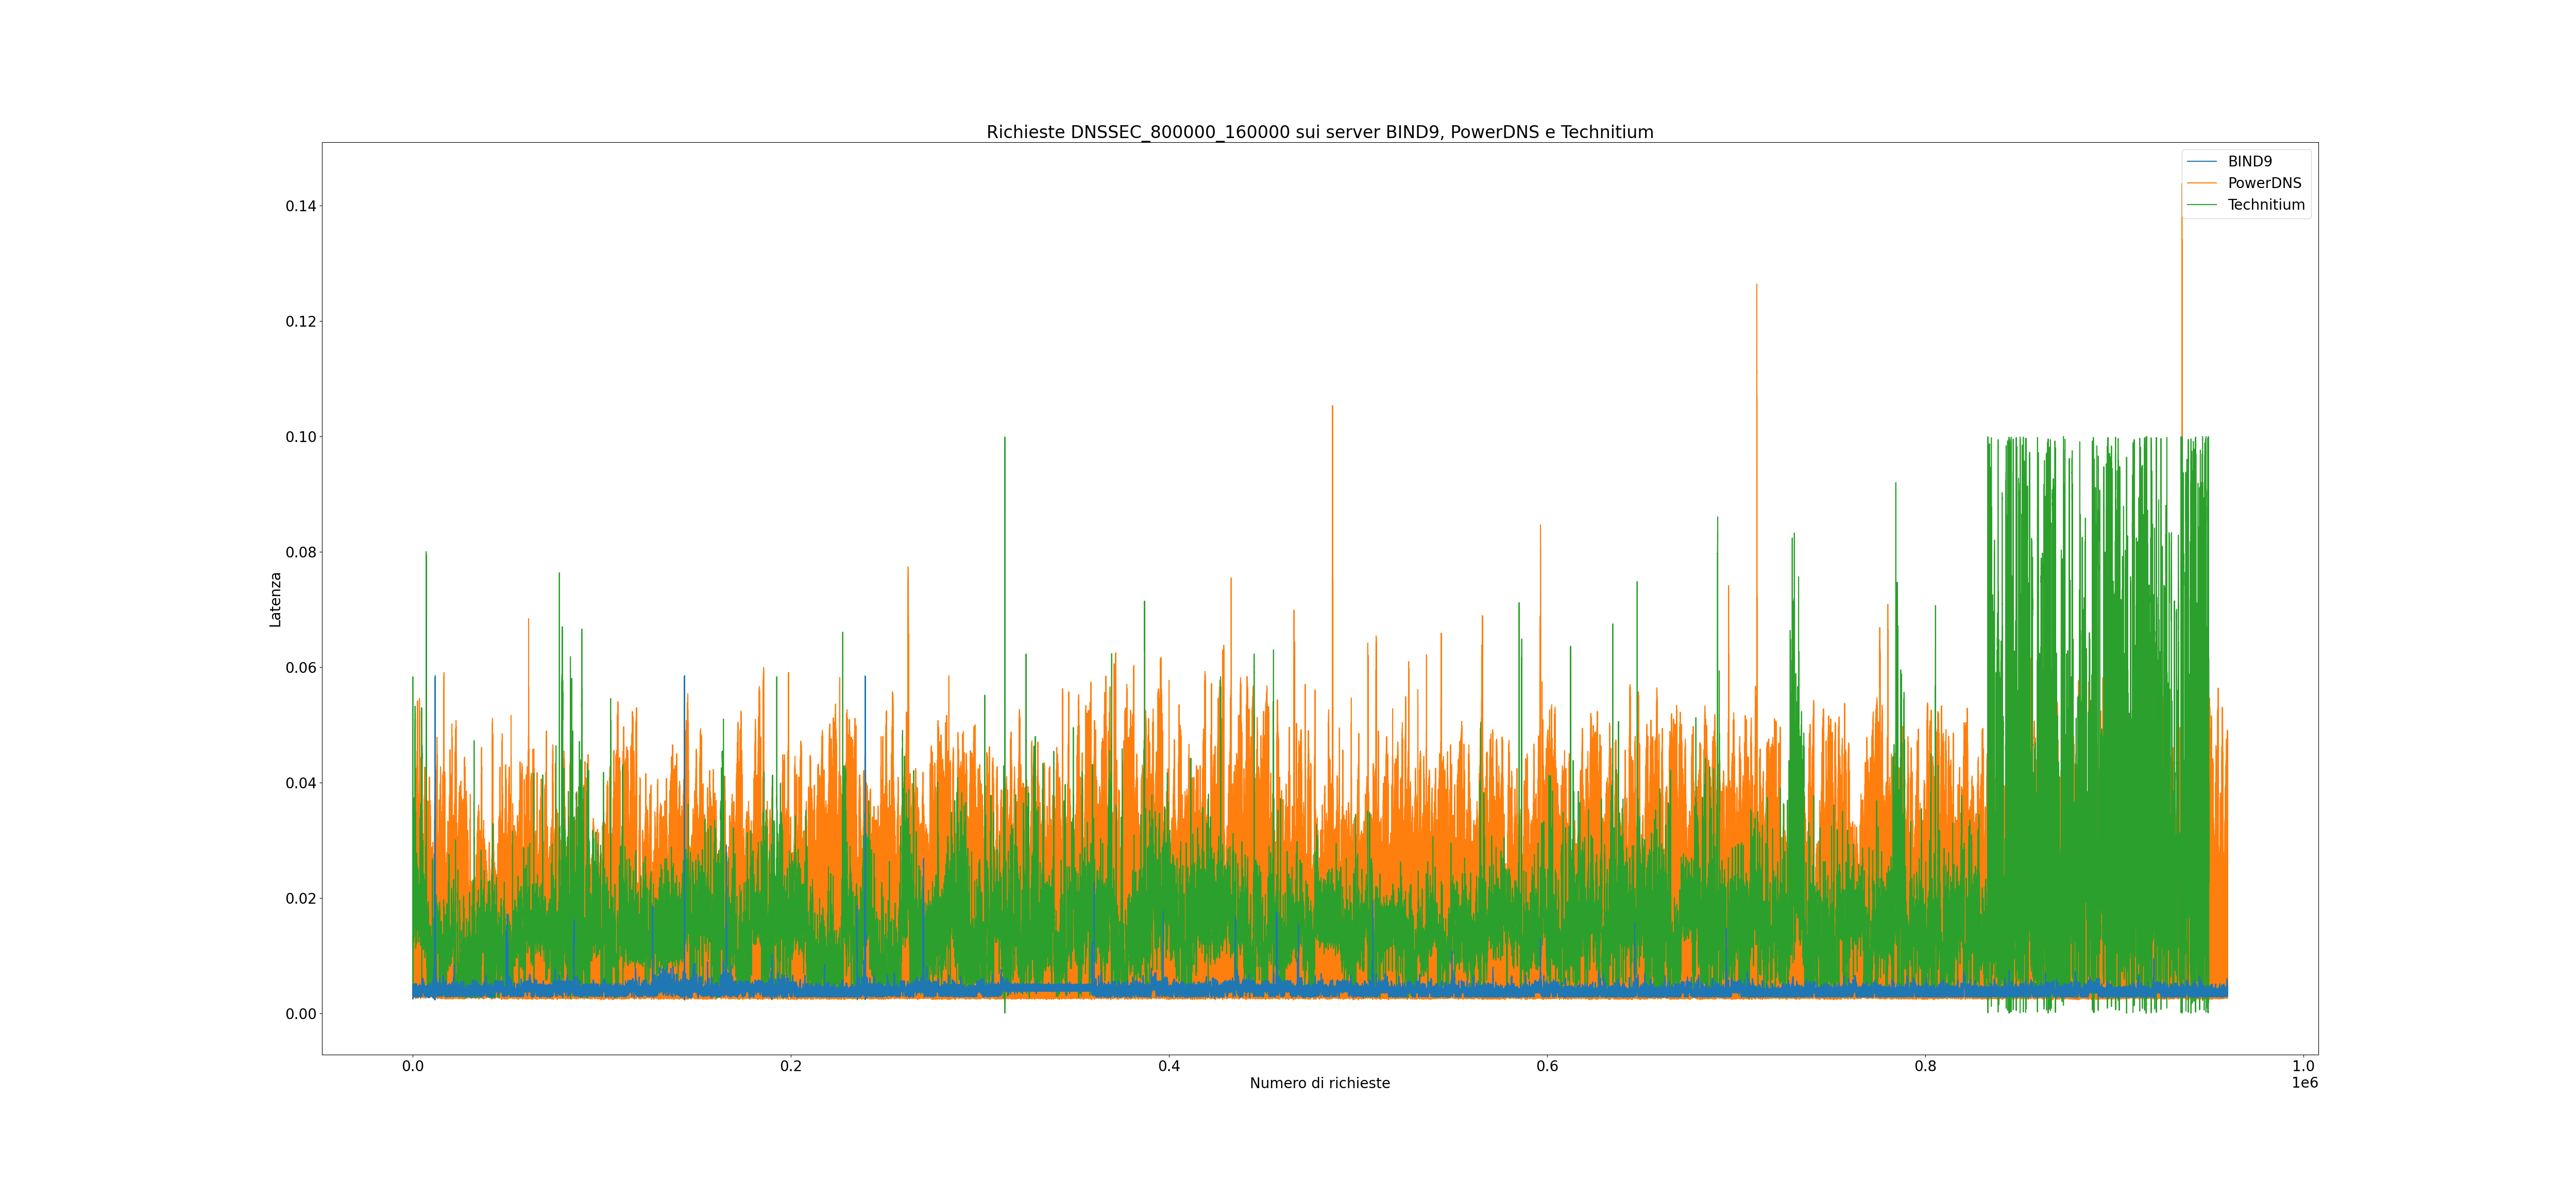 Richieste DNSSEC_800000_160000 sui server BIND9, PowerDNS e Technitium
BIND9
PowerDNS
Technitium
0.14
0.12
0.10
0.08
0.06
0.04
0.02
0.00
Latenza
0.0
0.2
0.4
0.6
0.8
1.0
1e6
Numero di richieste